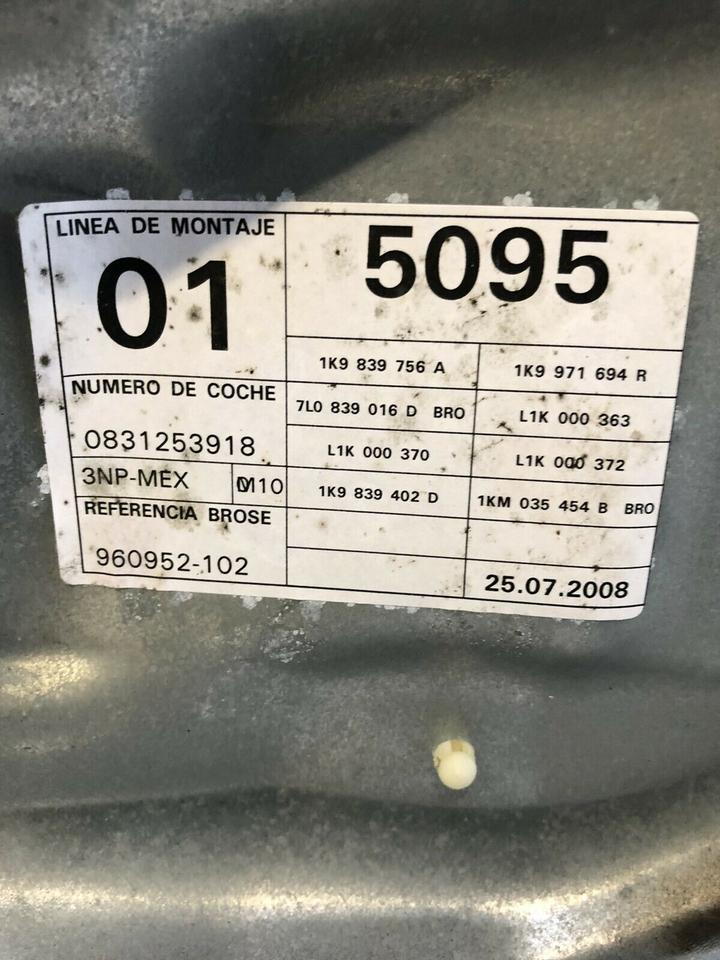 LINEA DE MONTAJE
01
5095
NUMERO DE COCHE
0831253918
3NP-MEX M10
REFERENCIA BROSE
960952-102
1K9 839 756 A 1K9 971 694 R
7L0 839 016 D BRO L1K 000 363
L1K 000 370 L1K 000 372
1K9 839 402 D 1KM 035 454 B BRO
25.07.2008